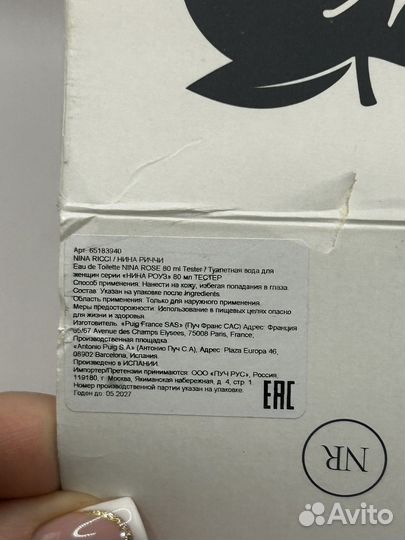 Арт. 65183940
NINA RICCI / НИНА РИЧЧИ
Eau de Toilette NINA ROSE 80 ml Tester / Туалетная вода для
женщин серии «НИНА РОУЗ» 80 мл ТЕСТЕР
Способ применения: Нанести на кожу, избегая попадания в глаза.
Состав: Указан на упаковке после Ingredients.
Область применения: Только для наружного применения.
Меры предосторожности: Использование в пищевых целях опасно
для жизни и здоровья.
Изготовитель: «Puig France SAS» (Пуч Франс САС) Адрес: Франция
65/67 Avenue des Champs Elysees, 75008 Paris, France;
Производственная площадка:
«Antonio Puig S.A» (Антонио Пуч С.А), Адрес: Plaza Europa 46,
08902 Barcelona, Испания.
Произведено в ИСПАНИИ.
Импортер/Претензии принимаются: ООО «ПУЧ РУС», Россия,
119180, г. Москва, Якиманская набережная, д. 4, стр. 1
Номер производственной партии указан на упаковке.
Годен до: 05.2027
EAC
NR
Avito